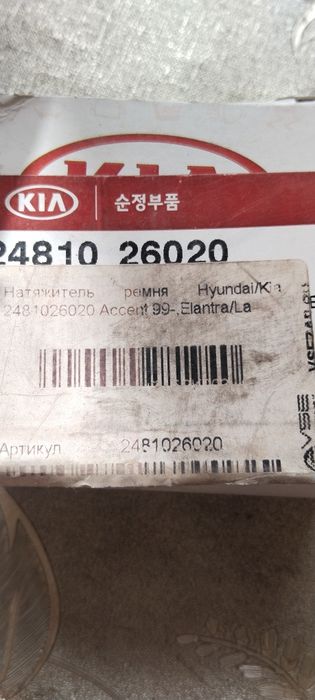 KIA
KIA 순정부품
24810 26020
Натяжитель ремня Hyundai/Kia
2481026020 Accent 99-,Elantra/La
Артикул 2481026020
VSE